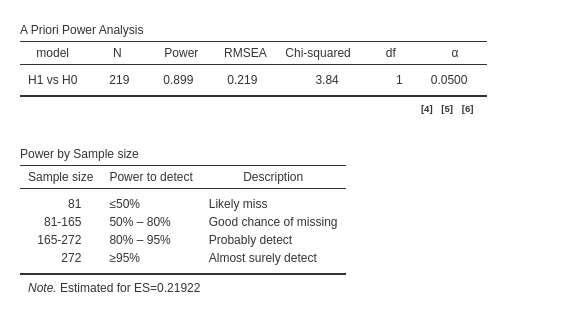 A Priori Power Analysis
model N Power RMSEA Chi-squared df α
H1 vs H0 219 0.899 0.219 3.84 1 0.0500
[4] [5] [6]
Power by Sample size
Sample size Power to detect Description
81 ≤50% Likely miss
81-165 50% – 80% Good chance of missing
165-272 80% – 95% Probably detect
272 ≥95% Almost surely detect
Note. Estimated for ES=0.21922